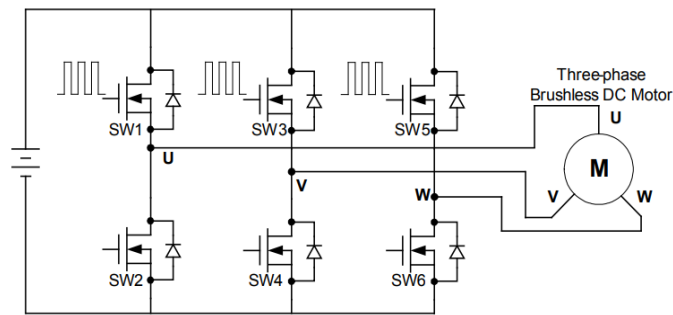 Three-phase
Brushless DC Motor
SW1
SW3
SW5
U
U
V
W
M
V
W
SW2
SW4
SW6